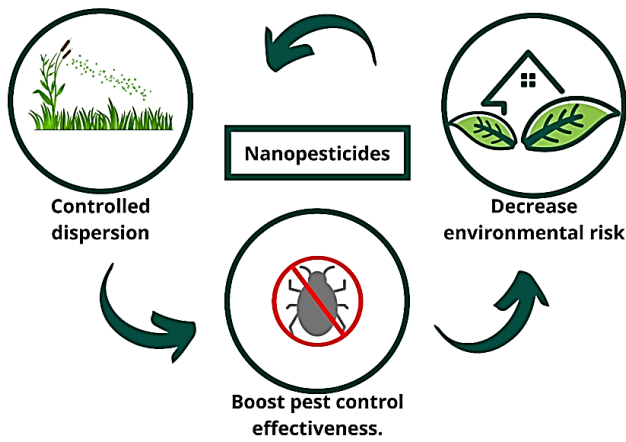 Nanopesticides
Controlled
dispersion
Decrease
environmental risk
Boost pest control
effectiveness.